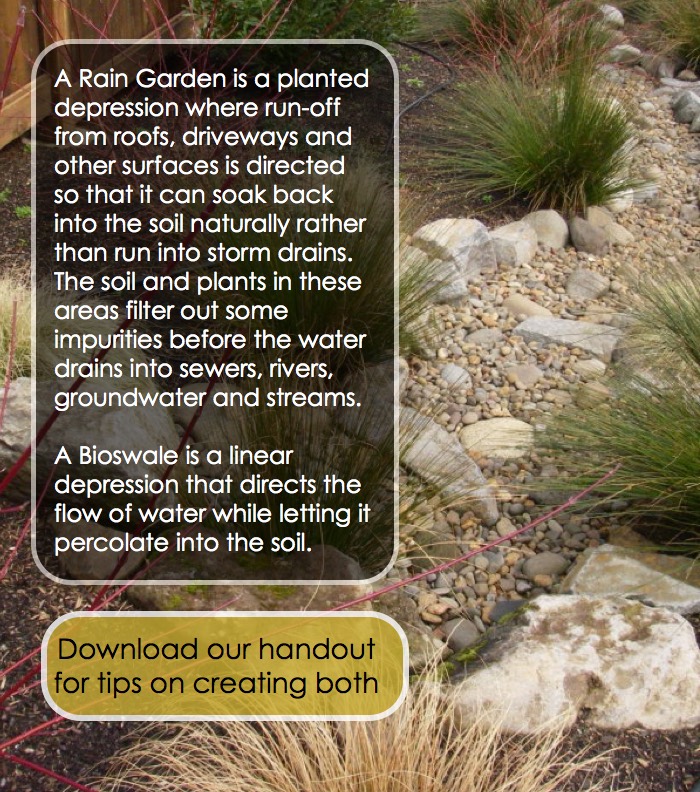 A Rain Garden is a planted
depression where run-off
from roofs, driveways and
other surfaces is directed
so that it can soak back
into the soil naturally rather
than run into storm drains.
The soil and plants in these
areas filter out some
impurities before the water
drains into sewers, rivers,
groundwater and streams.
A Bioswale is a linear
depression that directs the
flow of water while letting it
percolate into the soil.
Download our handout
for tips on creating both